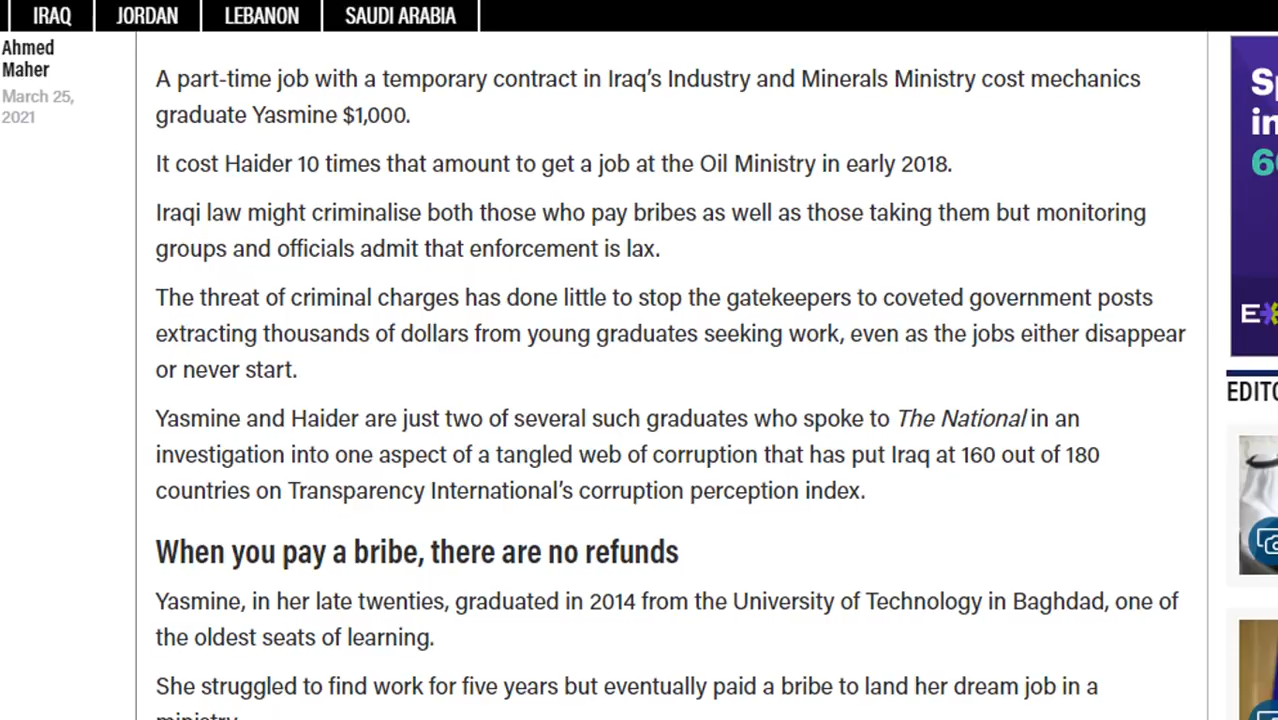 IRAQ JORDAN LEBANON SAUDI ARABIA
Ahmed
Maher
March 25,
2021
A part-time job with a temporary contract in Iraq’s Industry and Minerals Ministry cost mechanics
graduate Yasmine $1,000.
It cost Haider 10 times that amount to get a job at the Oil Ministry in early 2018.
Iraqi law might criminalise both those who pay bribes as well as those taking them but monitoring
groups and officials admit that enforcement is lax.
The threat of criminal charges has done little to stop the gatekeepers to coveted government posts
extracting thousands of dollars from young graduates seeking work, even as the jobs either disappear
or never start.
Yasmine and Haider are just two of several such graduates who spoke to The National in an
investigation into one aspect of a tangled web of corruption that has put Iraq at 160 out of 180
countries on Transparency International’s corruption perception index.
When you pay a bribe, there are no refunds
Yasmine, in her late twenties, graduated in 2014 from the University of Technology in Baghdad, one of
the oldest seats of learning.
She struggled to find work for five years but eventually paid a bribe to land her dream job in a
ministry.